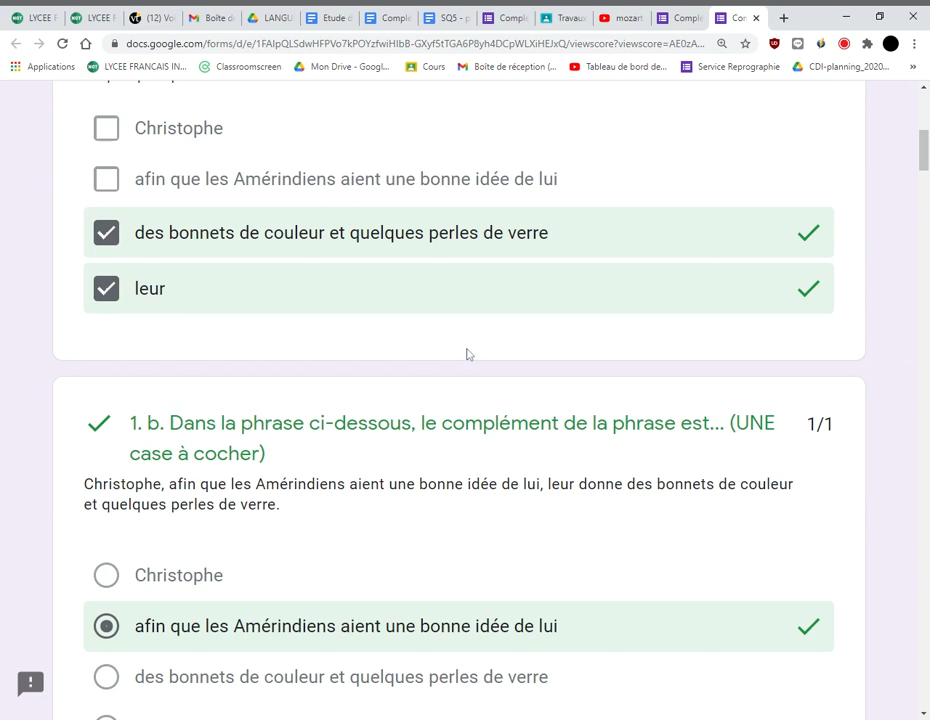 LYCEE F
LYCEE F
(12) Vo
Boîte d
LANGU
Etude d
Comple
SQ5 - p
Comple
Travaux
mozart
Comple
Con
docs.google.com/forms/d/e/
/viewscore?viewscore=AE0zA...
Applications
LYCEE FRANCAIS IN...
Classroomscreen
Mon Drive - Googl...
Cours
Boîte de réception (...
Tableau de bord de...
Service Reprographie
CDI-planning_2020...
»
Christophe
afin que les Amérindiens aient une bonne idée de lui
des bonnets de couleur et quelques perles de verre
leur
1. b. Dans la phrase ci-dessous, le complément de la phrase est... (UNE
case à cocher)
1/1
Christophe, afin que les Amérindiens aient une bonne idée de lui, leur donne des bonnets de couleur
et quelques perles de verre.
Christophe
afin que les Amérindiens aient une bonne idée de lui
des bonnets de couleur et quelques perles de verre